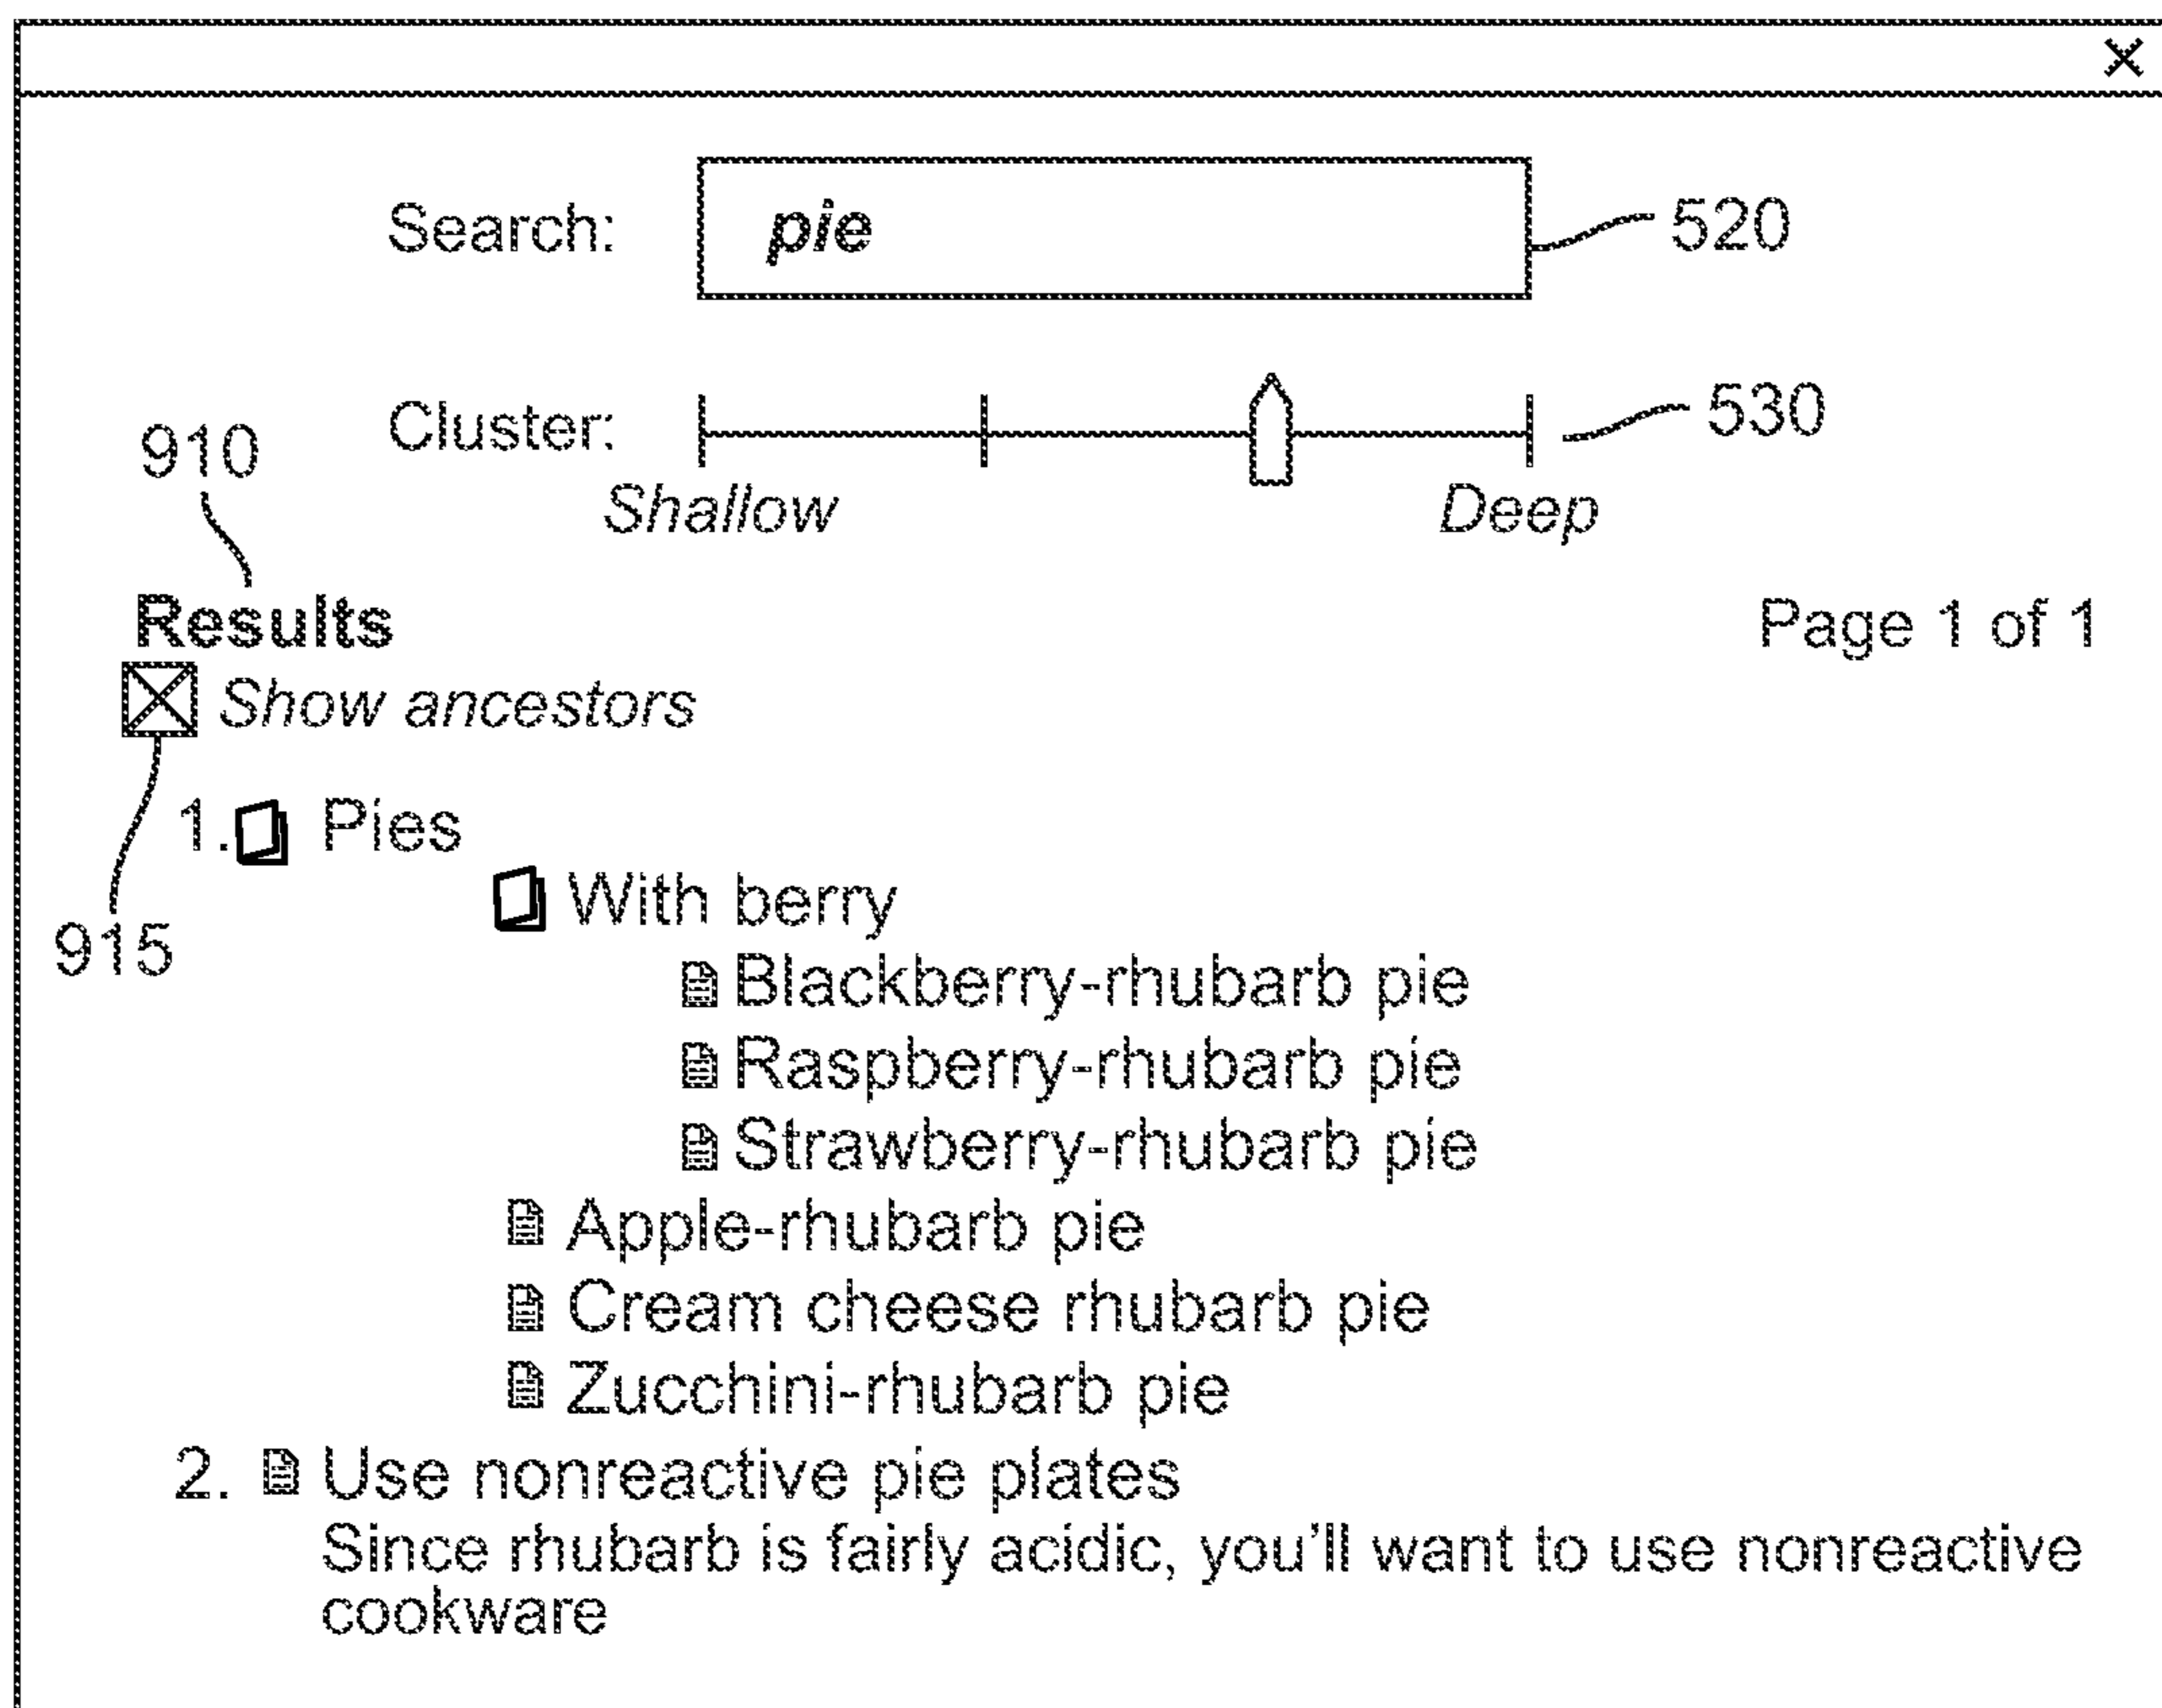 ×
Search: pie 520
Cluster: 530
910
Shallow Deep
Results Page 1 of 1
Show ancestors
1. Pies
With berry
915
Blackberry-rhubarb pie
Raspberry-rhubarb pie
Strawberry-rhubarb pie
Apple-rhubarb pie
Cream cheese rhubarb pie
Zucchini-rhubarb pie
2. Use nonreactive pie plates
Since rhubarb is fairly acidic, you'll want to use nonreactive
cookware